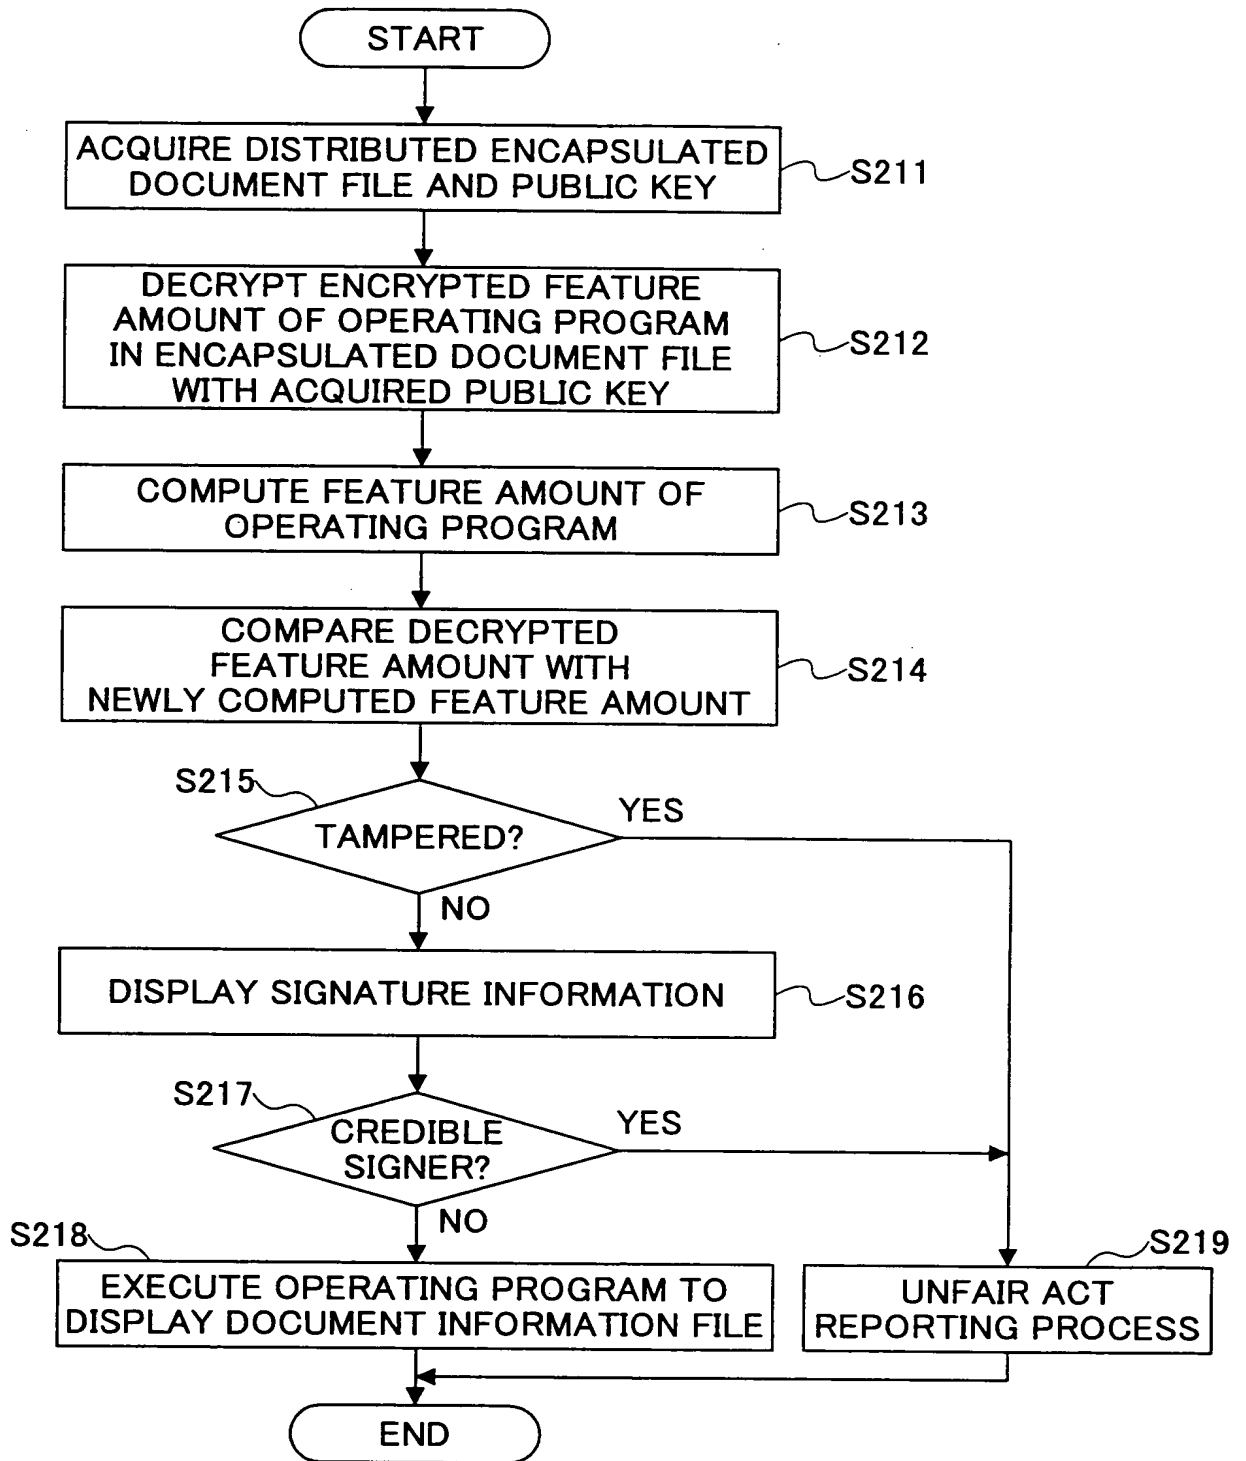 START
ACQUIRE DISTRIBUTED ENCAPSULATED
DOCUMENT FILE AND PUBLIC KEY
S211
DECRYPT ENCRYPTED FEATURE
AMOUNT OF OPERATING PROGRAM
IN ENCAPSULATED DOCUMENT FILE
WITH ACQUIRED PUBLIC KEY
S212
COMPUTE FEATURE AMOUNT OF
OPERATING PROGRAM
S213
COMPARE DECRYPTED
FEATURE AMOUNT WITH
NEWLY COMPUTED FEATURE AMOUNT
S214
S215
TAMPERED?
YES
NO
DISPLAY SIGNATURE INFORMATION
S216
S217
CREDIBLE
SIGNER?
YES
NO
S218
EXECUTE OPERATING PROGRAM TO
DISPLAY DOCUMENT INFORMATION FILE
S219
UNFAIR ACT
REPORTING PROCESS
END